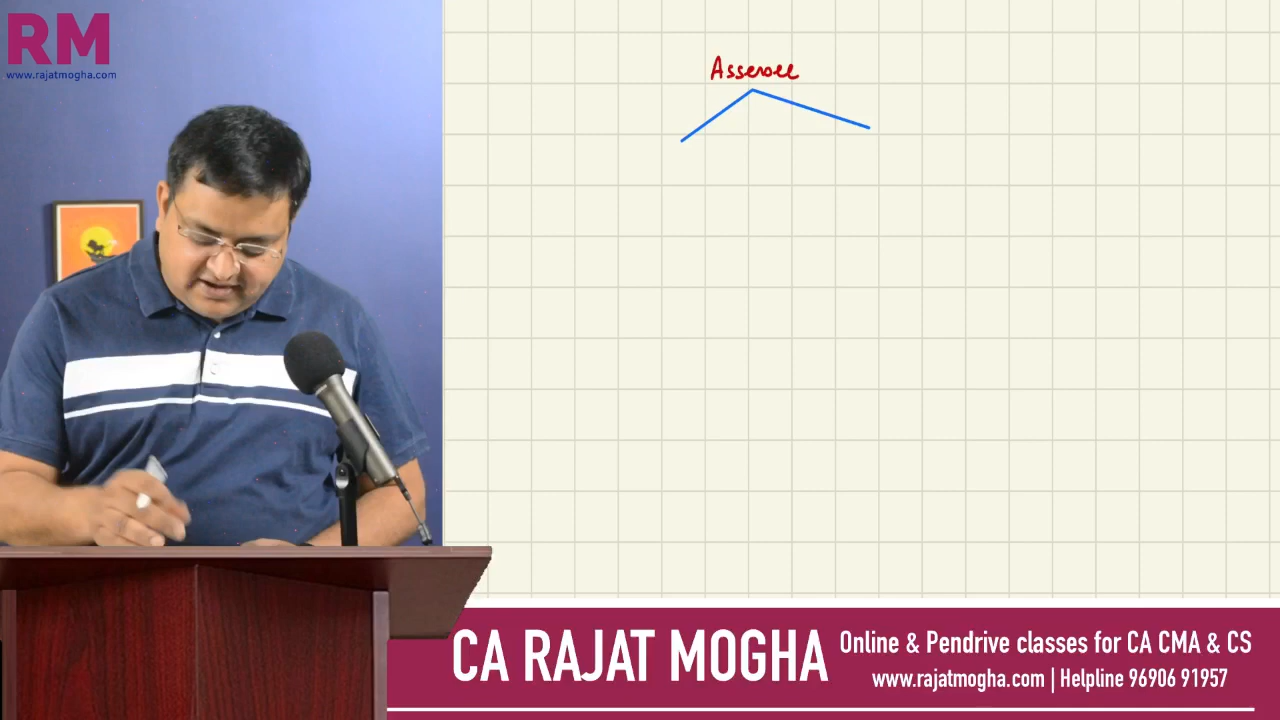 RM
www.rajatmogha.com
Assessee
CA RAJAT MOGHA
Online & Pendrive classes for CA CMA & CS
www.rajatmogha.com | Helpline 96906 91957